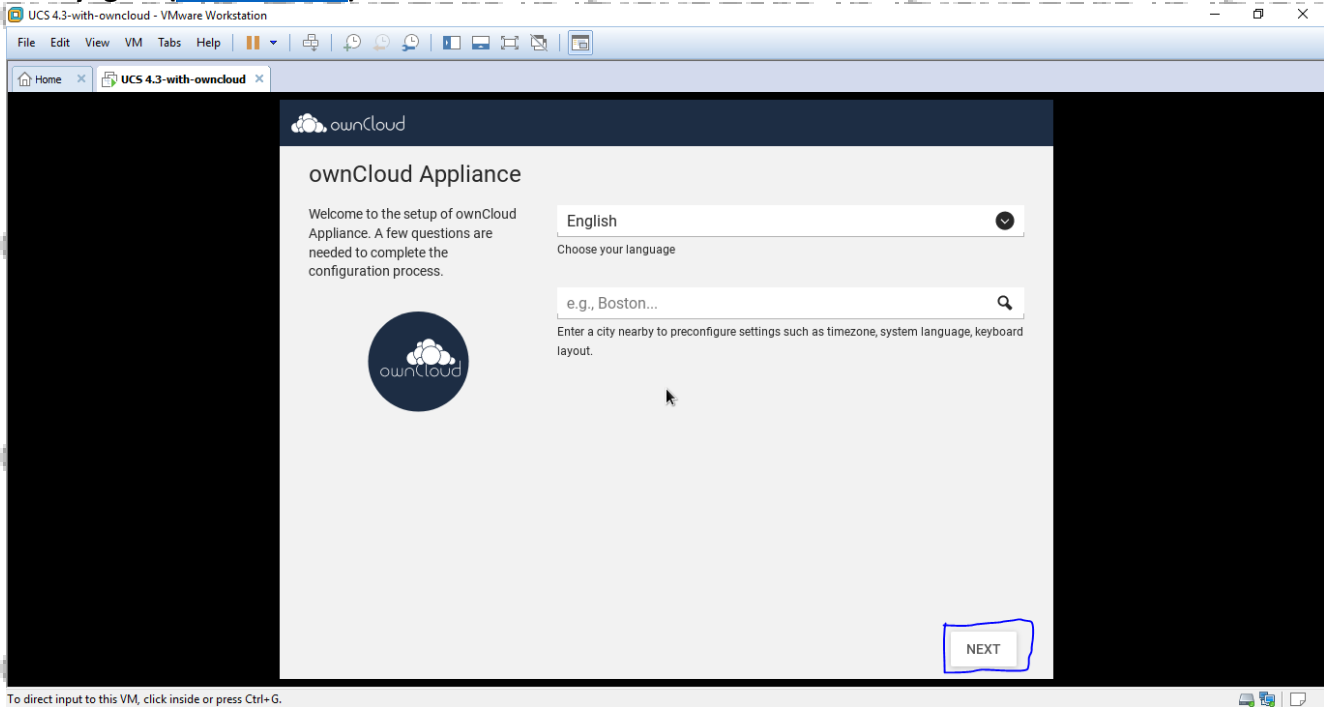 UCS 4.3-with-owncloud - VMware Workstation
File Edit View VM Tabs Help
Home UCS 4.3-with-owncloud
ownCloud
ownCloud Appliance
Welcome to the setup of ownCloud
Appliance. A few questions are
needed to complete the
configuration process.
ownCloud
English
Choose your language
e.g., Boston...
Enter a city nearby to preconfigure settings such as timezone, system language, keyboard
layout.
NEXT
To direct input to this VM, click inside or press Ctrl+G.